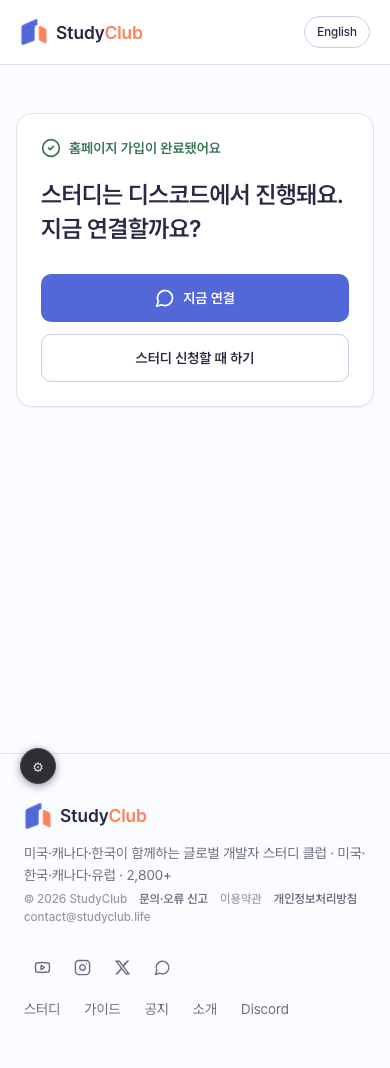 StudyClub
English
홈페이지 가입이 완료됐어요
스터디는 디스코드에서 진행돼요.
지금 연결할까요?
지금 연결
스터디 신청할 때 하기
StudyClub
미국·캐나다·한국이 함께하는 글로벌 개발자 스터디 클럽 · 미국·
한국·캐나다·유럽 · 2,800+
© 2026 StudyClub 문의·오류 신고 이용약관 개인정보처리방침
contact@studyclub.life
스터디 가이드 공지 소개 Discord